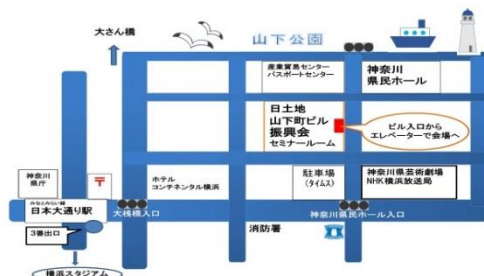 大さん橋
山下公園
産業貿易センター
パスポートセンター
神奈川
県民ホール
日土地
山下町ビル
振興会
セミナールーム
ビル入口から
エレベーターで会場へ
神奈川
県庁
〒
ホテル
コンチネンタル横浜
駐車場
(タイムズ)
神奈川県芸術劇場
NHK横浜放送局
みなとみらい線
日本大通り駅
大桟橋入口
神奈川県民ホール入口
3番出口
消防署
横浜スタジアム